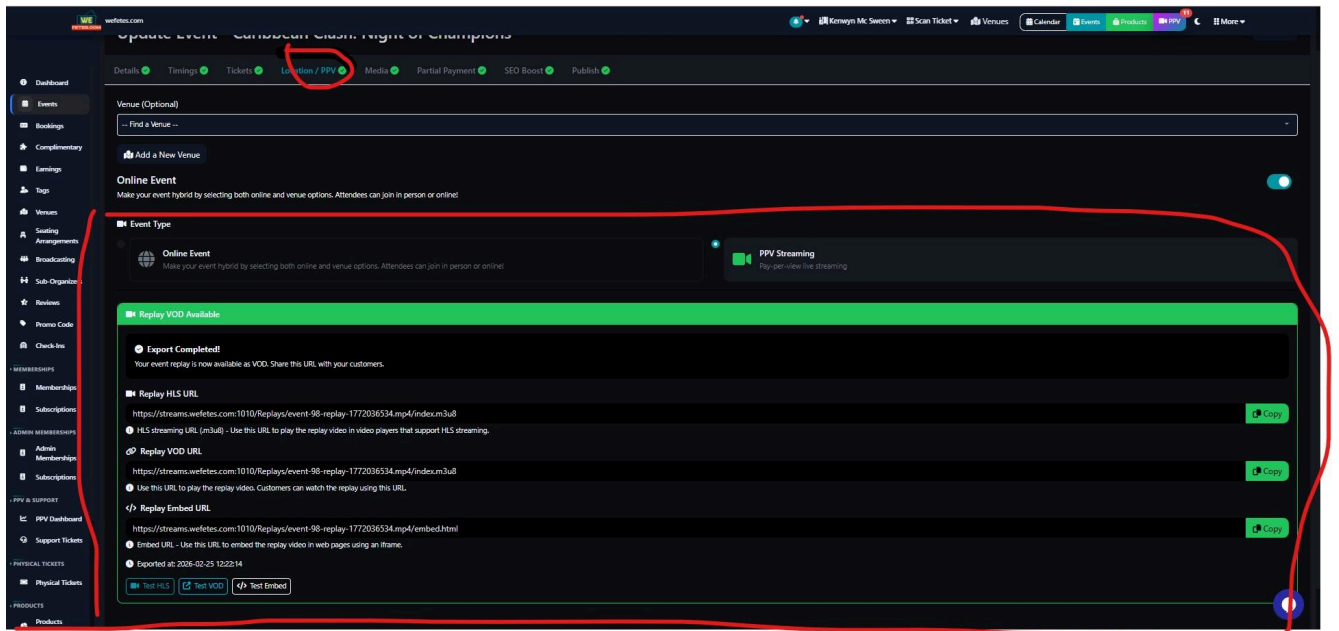 WE
FETES.COM
wefetes.com
Kenwyn Mc Sween
Scan Ticket
Venues
Calendar
Events
Products
PPV
11
More
Update Event - Caribbean Clash: Night of Champions
Details
Timings
Tickets
Location / PPV
Media
Partial Payment
SEO Boost
Publish
Dashboard
Events
Bookings
Complimentary
Earnings
Tags
Venues
Seating
Arrangements
Broadcasting
Sub-Organizers
Reviews
Promo Code
Check-Ins
MEMBERSHIPS
Memberships
Subscriptions
ADMIN MEMBERSHIPS
Admin
Memberships
Subscriptions
PPV & SUPPORT
PPV Dashboard
Support Tickets
PHYSICAL TICKETS
Physical Tickets
PRODUCTS
Products
Venue (Optional)
-- Find a Venue --
Add a New Venue
Online Event
Make your event hybrid by selecting both online and venue options. Attendees can join in person or online!
Event Type
Online Event
Make your event hybrid by selecting both online and venue options. Attendees can join in person or online!
PPV Streaming
Pay-per-view live streaming
Replay VOD Available
Export Completed!
Your event replay is now available as VOD. Share this URL with your customers.
Replay HLS URL
https://streams.wefetes.com:1010/Replays/event-98-replay-1772036534.mp4/index.m3u8
Copy
HLS streaming URL (.m3u8) - Use this URL to play the replay video in video players that support HLS streaming.
Replay VOD URL
https://streams.wefetes.com:1010/Replays/event-98-replay-1772036534.mp4/index.m3u8
Copy
Use this URL to play the replay video. Customers can watch the replay using this URL.
</> Replay Embed URL
https://streams.wefetes.com:1010/Replays/event-98-replay-1772036534.mp4/embed.html
Copy
Embed URL - Use this URL to embed the replay video in web pages using an iframe.
Exported at: 2026-02-25 12:22:14
Test HLS
Test VOD
</> Test Embed